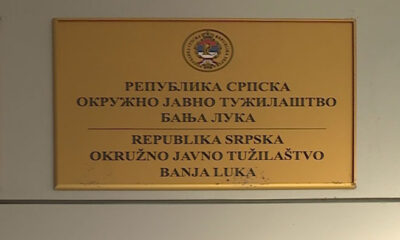 РЕПУБЛИКА СРПСКА
ОКРУЖНО ЈАВНО ТУЖИЛАШТВО
БАЊА ЛУКА
REPUBLIKA SRPSKA
OKRUŽNO JAVNO TUŽILAŠTVO
BANJA LUKA